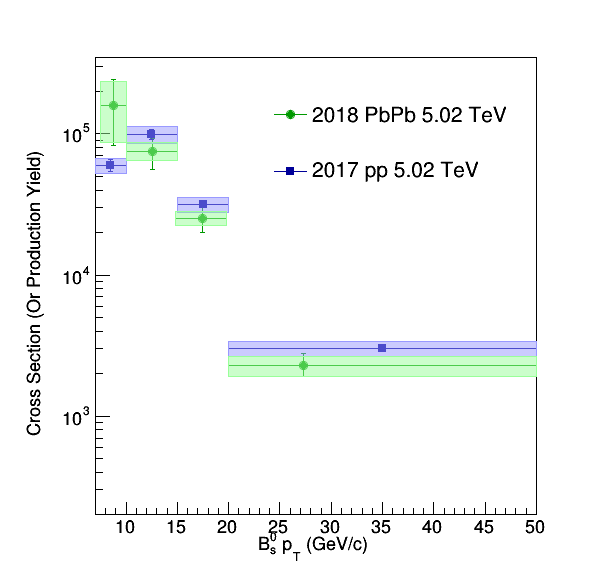 2018 PbPb 5.02 TeV
2017 pp 5.02 TeV
Cross Section (Or Production Yield)
10⁵
10⁴
10³
10 15 20 25 30 35 40 45 50
B⁰ₛ p_T (GeV/c)